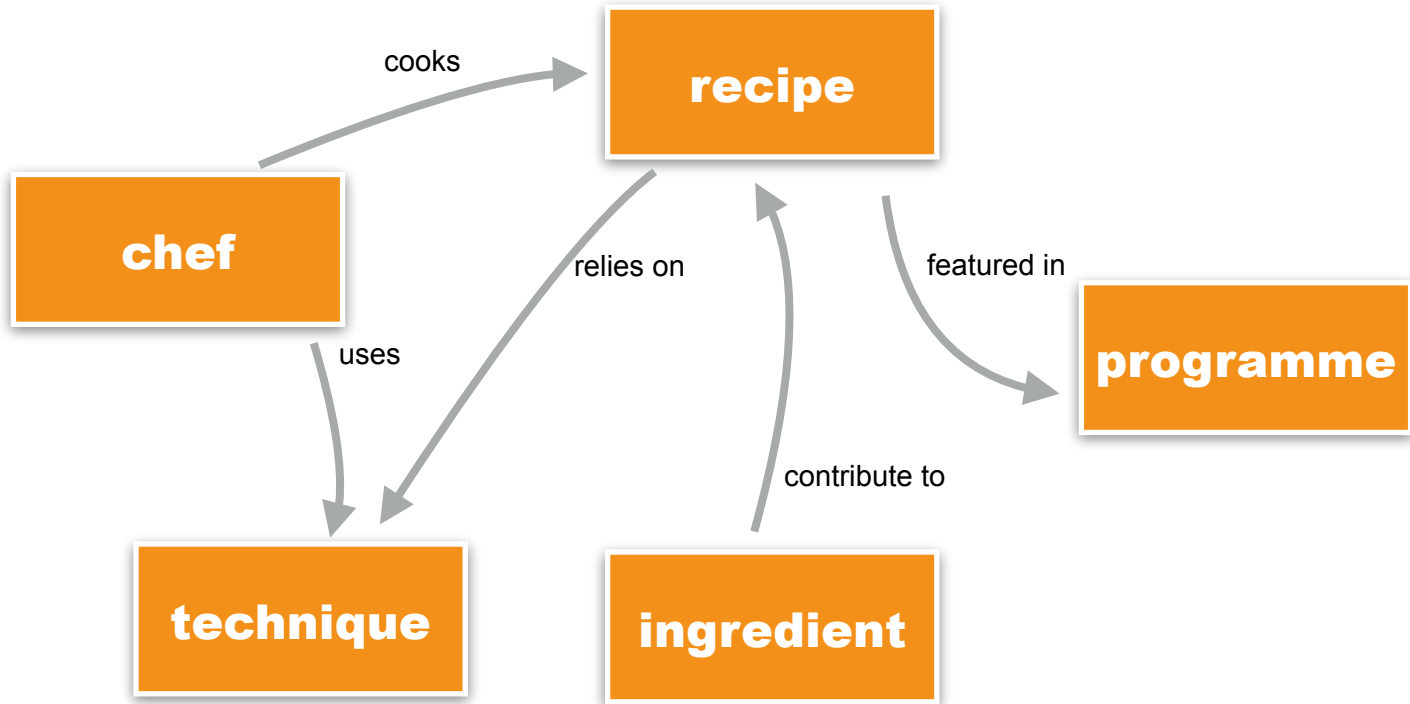 cooks
recipe
chef
relies on
featured in
uses
programme
contribute to
technique
ingredient